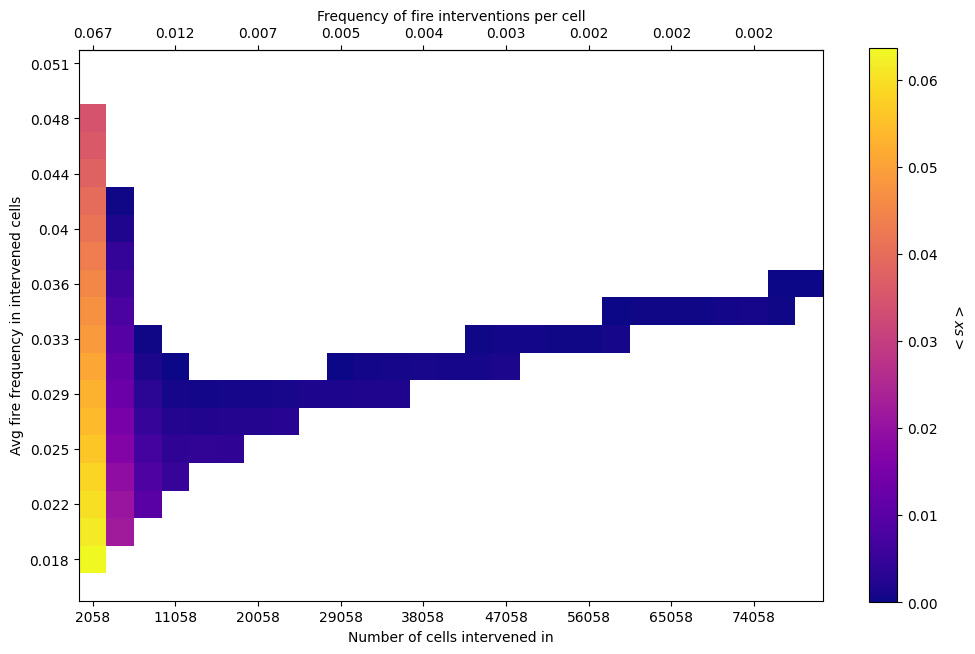 Frequency of fire interventions per cell
0.067 0.012 0.007 0.005 0.004 0.003 0.002 0.002 0.002
0.051
0.048
0.044
0.04
0.036
0.033
0.029
0.025
0.022
0.018
Avg fire frequency in intervened cells
2058 11058 20058 29058 38058 47058 56058 65058 74058
Number of cells intervened in
0.06
0.05
0.04
0.03
0.02
0.01
0.00
< sx >